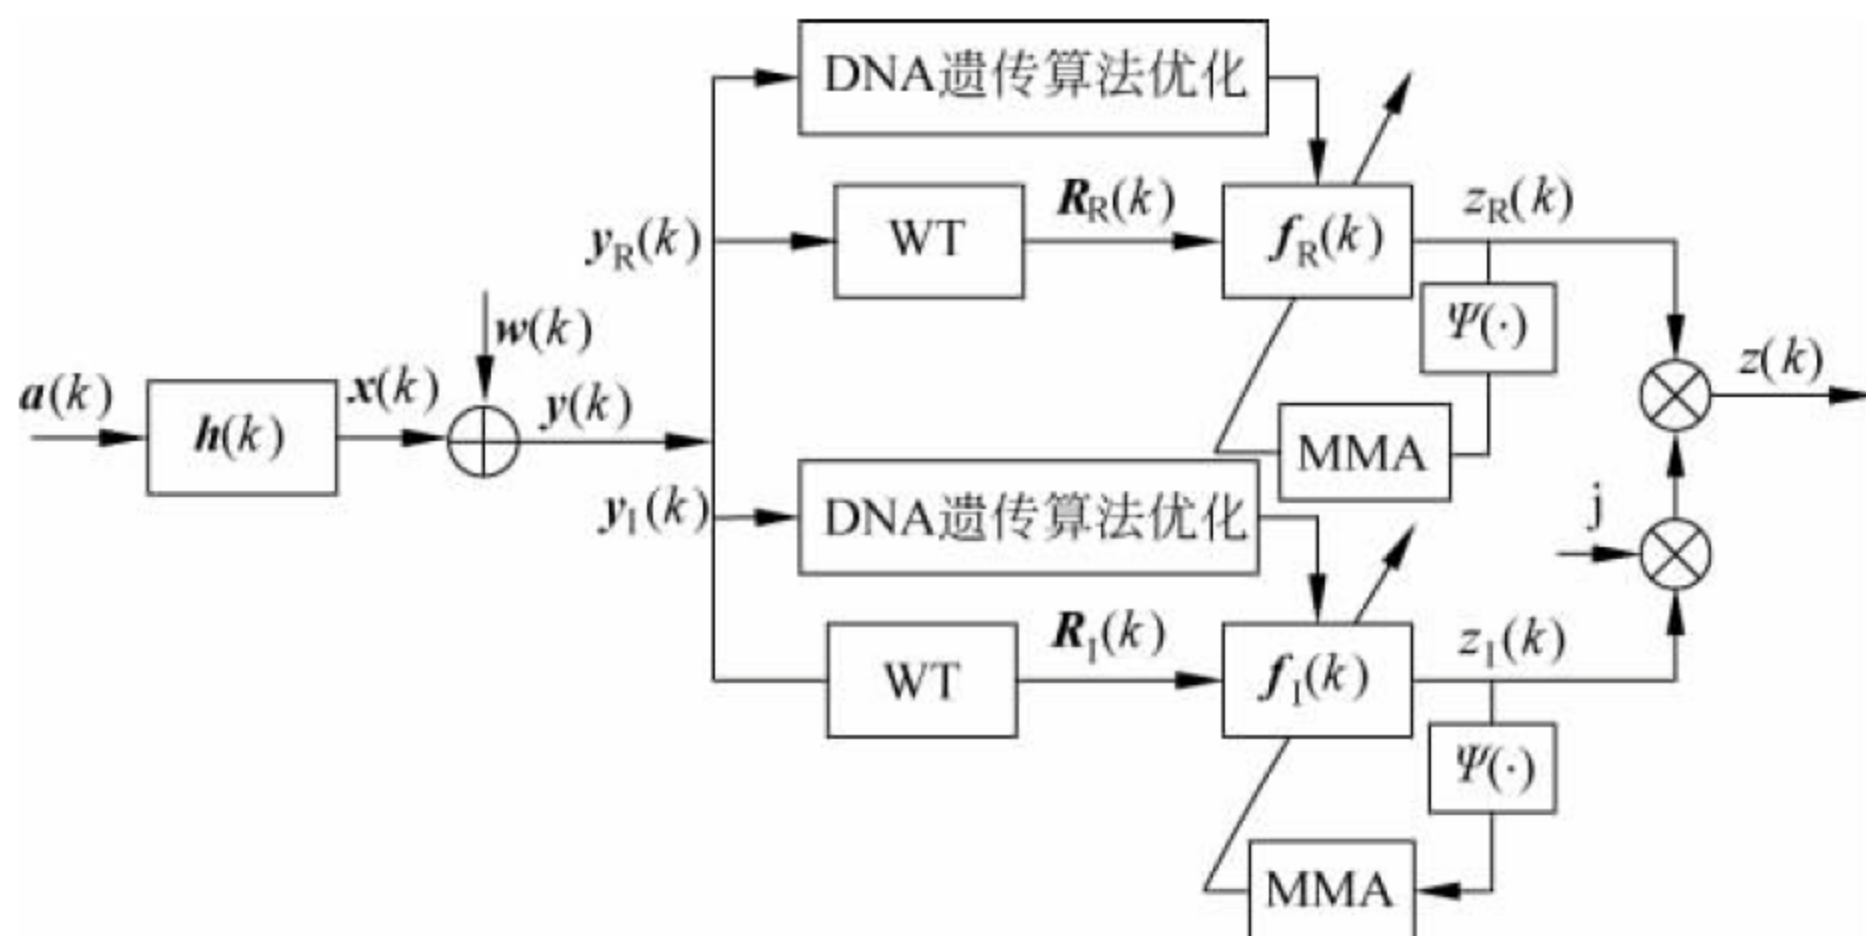 DNA遗传算法优化
y_R(k)
WT
R_R(k)
f_R(k)
z_R(k)
Ψ(·)
MMA
a(k)
h(k)
x(k)
w(k)
y(k)
z(k)
y_I(k)
DNA遗传算法优化
j
WT
R_I(k)
f_I(k)
z_I(k)
Ψ(·)
MMA